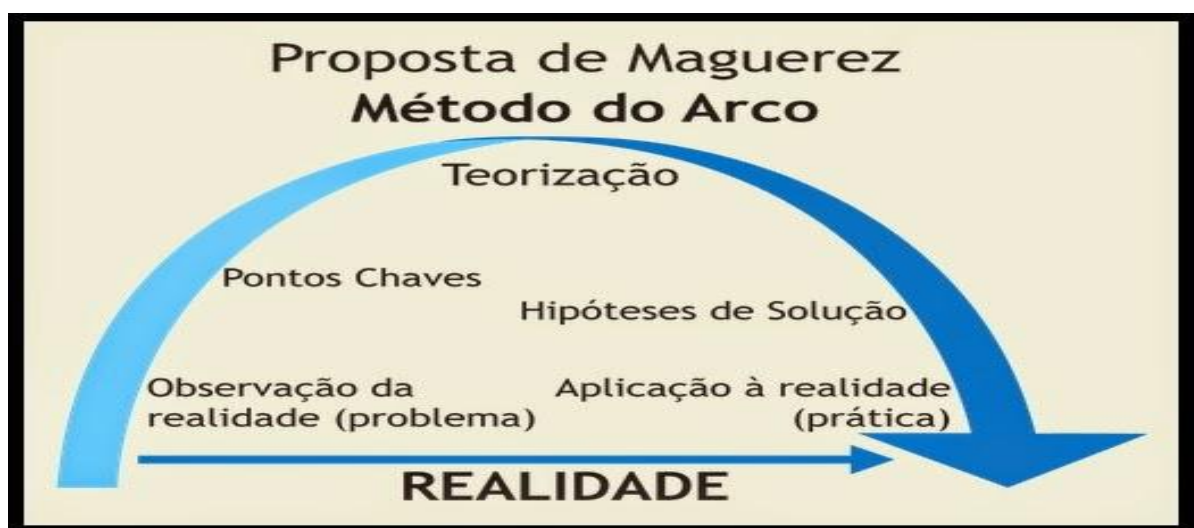 Proposta de Maguerez
Método do Arco
Teorização
Pontos Chaves
Hipóteses de Solução
Observação da
realidade (problema)
Aplicação à realidade
(prática)
REALIDADE